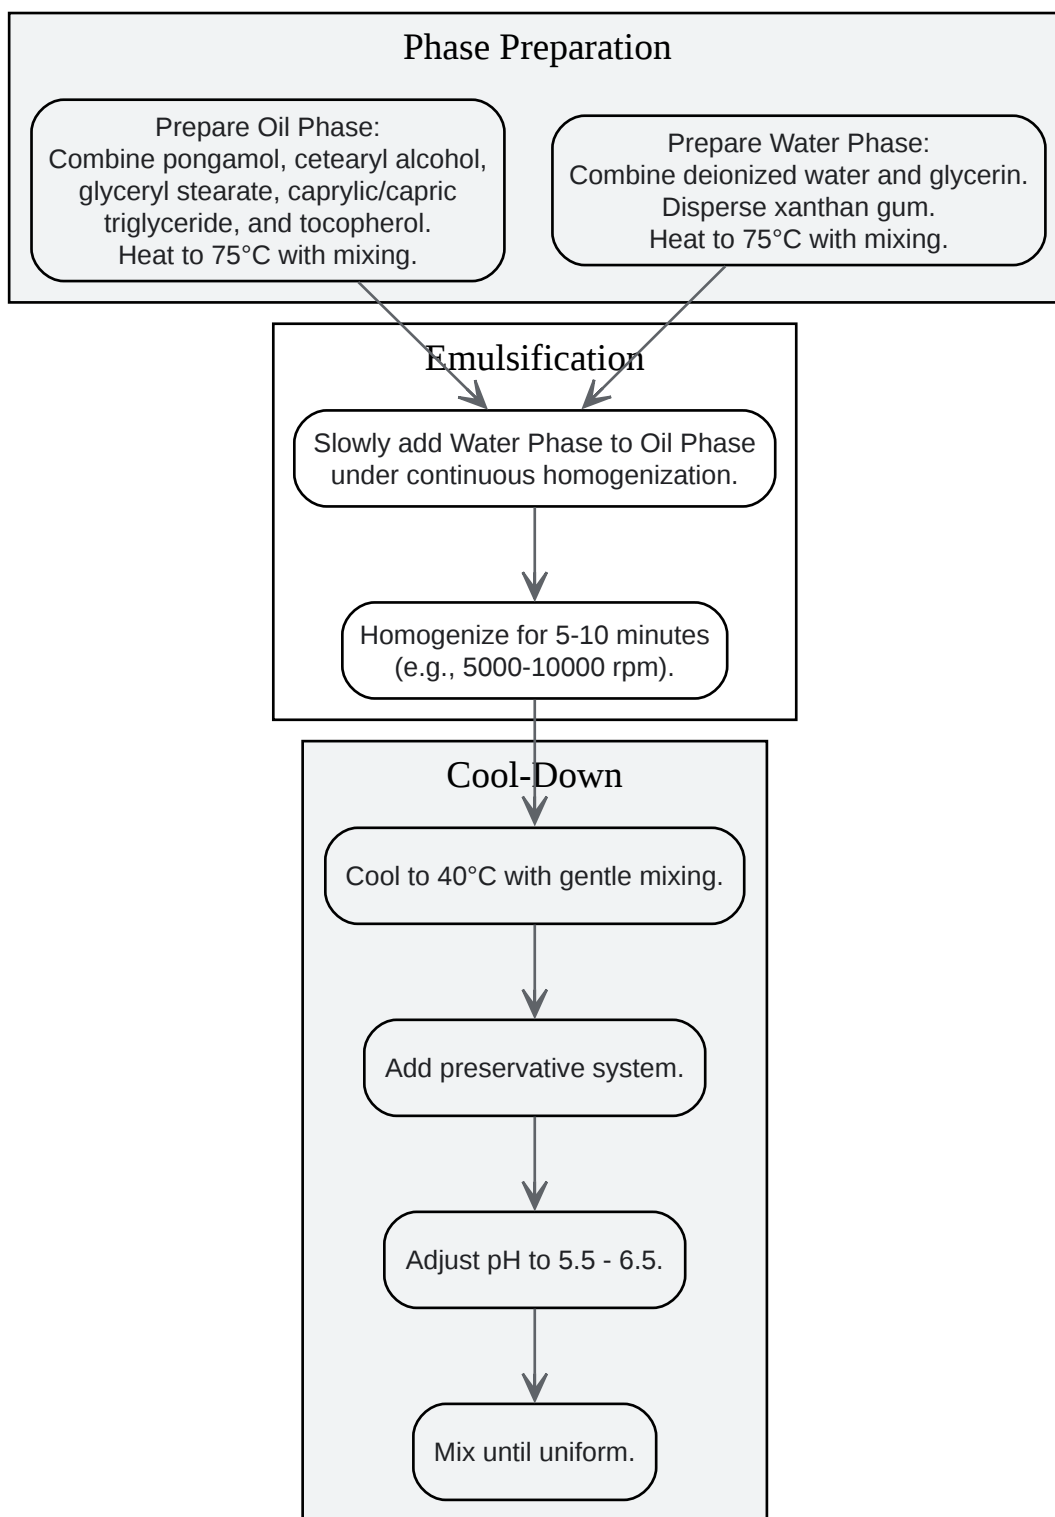 Phase Preparation
Prepare Oil Phase:
Combine pongamol, cetearyl alcohol,
glyceryl stearate, caprylic/capric
triglyceride, and tocopherol.
Heat to 75°C with mixing.
Prepare Water Phase:
Combine deionized water and glycerin.
Disperse xanthan gum.
Heat to 75°C with mixing.
Emulsification
Slowly add Water Phase to Oil Phase
under continuous homogenization.
Homogenize for 5-10 minutes
(e.g., 5000-10000 rpm).
Cool-Down
Cool to 40°C with gentle mixing.
Add preservative system.
Adjust pH to 5.5 - 6.5.
Mix until uniform.